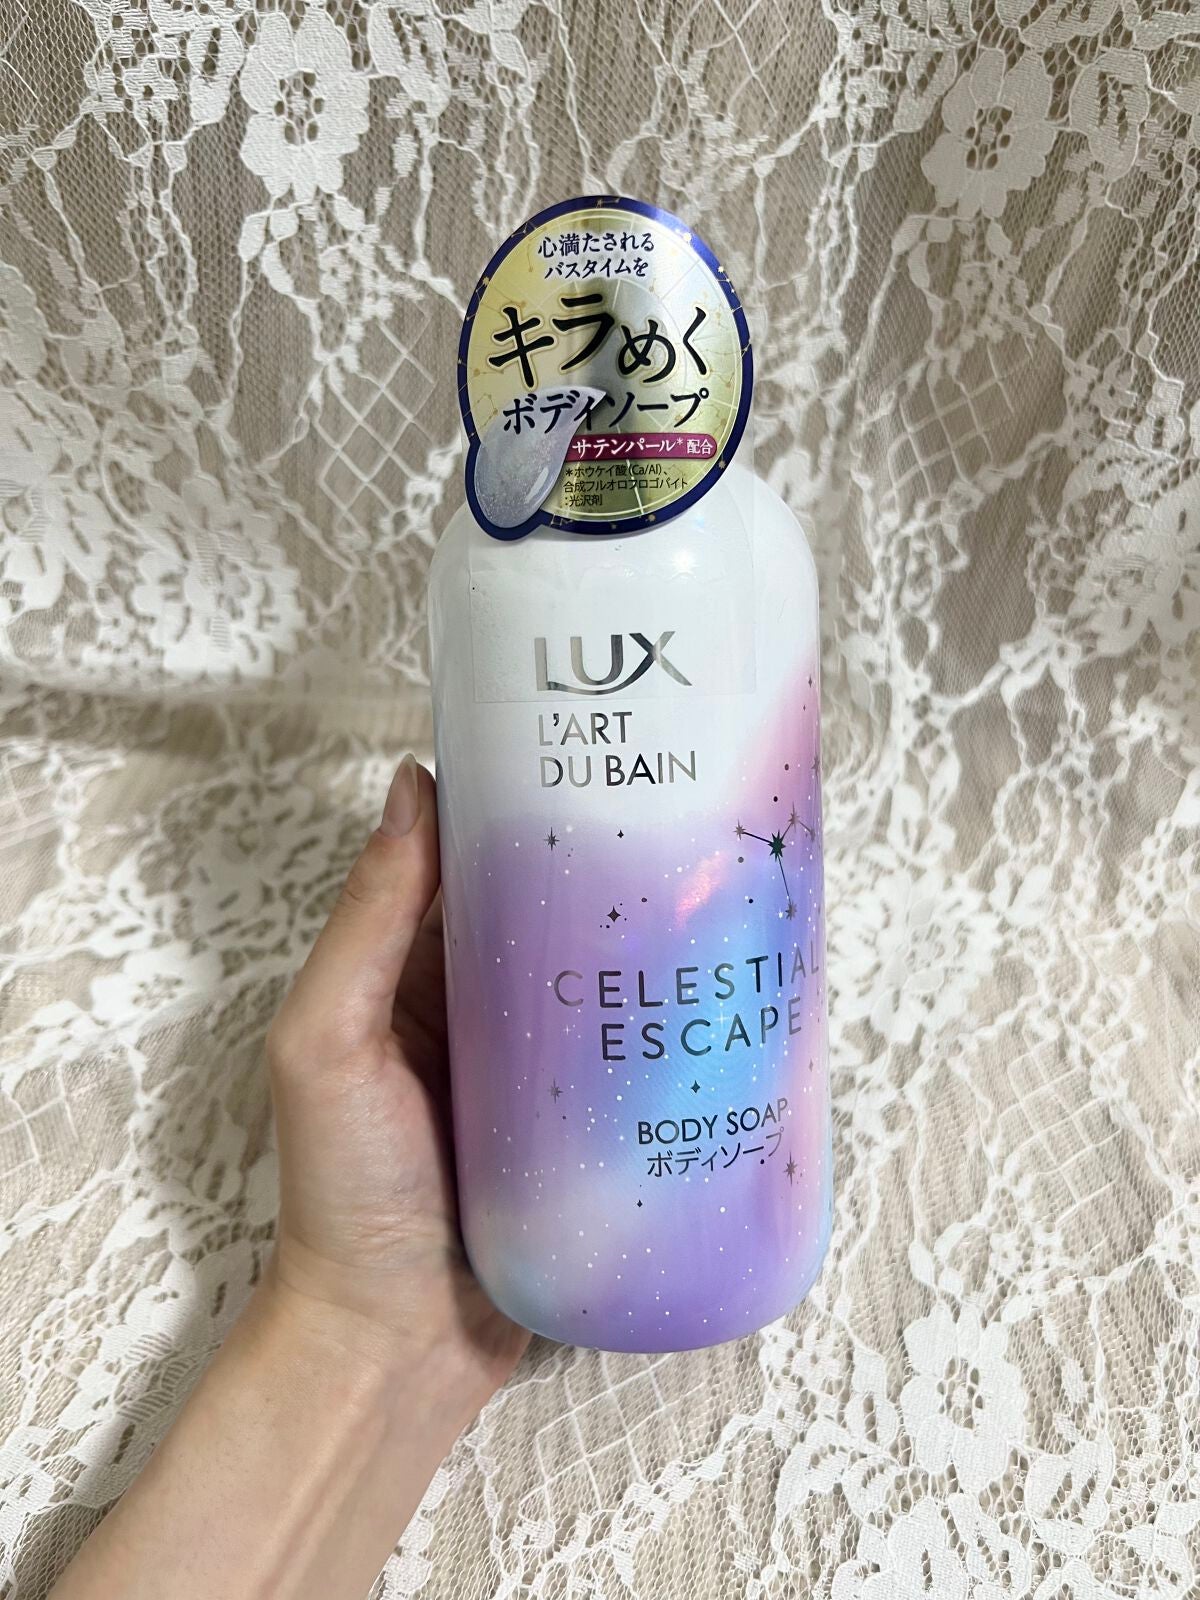 心満たされる
バスタイムを
キラめく
ボディソープ
サテンパール*配合
*ホウケイ酸(Ca/Al)、
合成フルオロフロゴパイト
:光沢剤
LUX
L'ART
DU BAIN
CELESTIAL
ESCAPE
BODY SOAP
ボディソープ